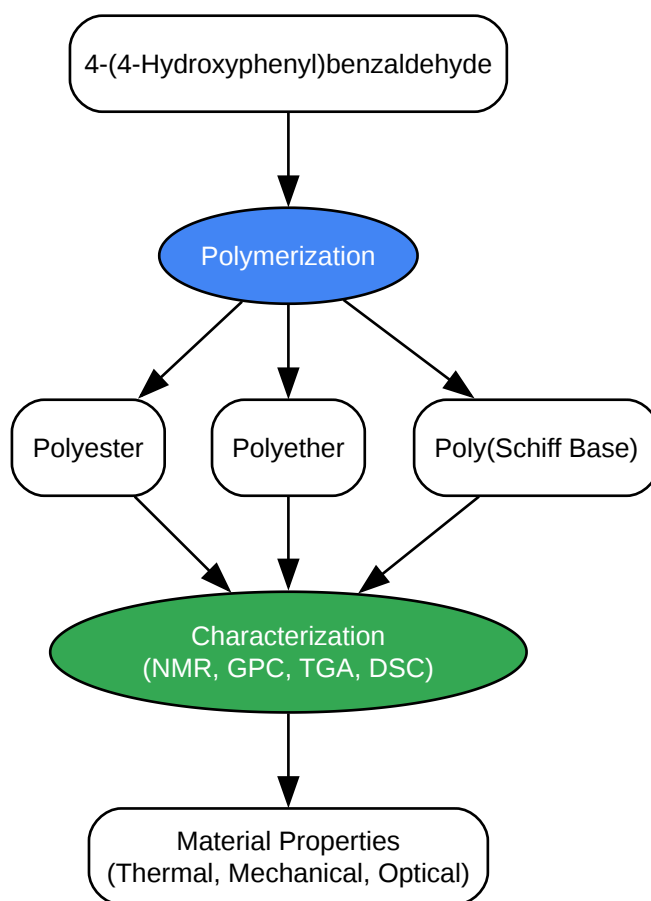 4-(4-Hydroxyphenyl)benzaldehyde
Polymerization
Polyester
Polyether
Poly(Schiff Base)
Characterization
(NMR, GPC, TGA, DSC)
Material Properties
(Thermal, Mechanical, Optical)